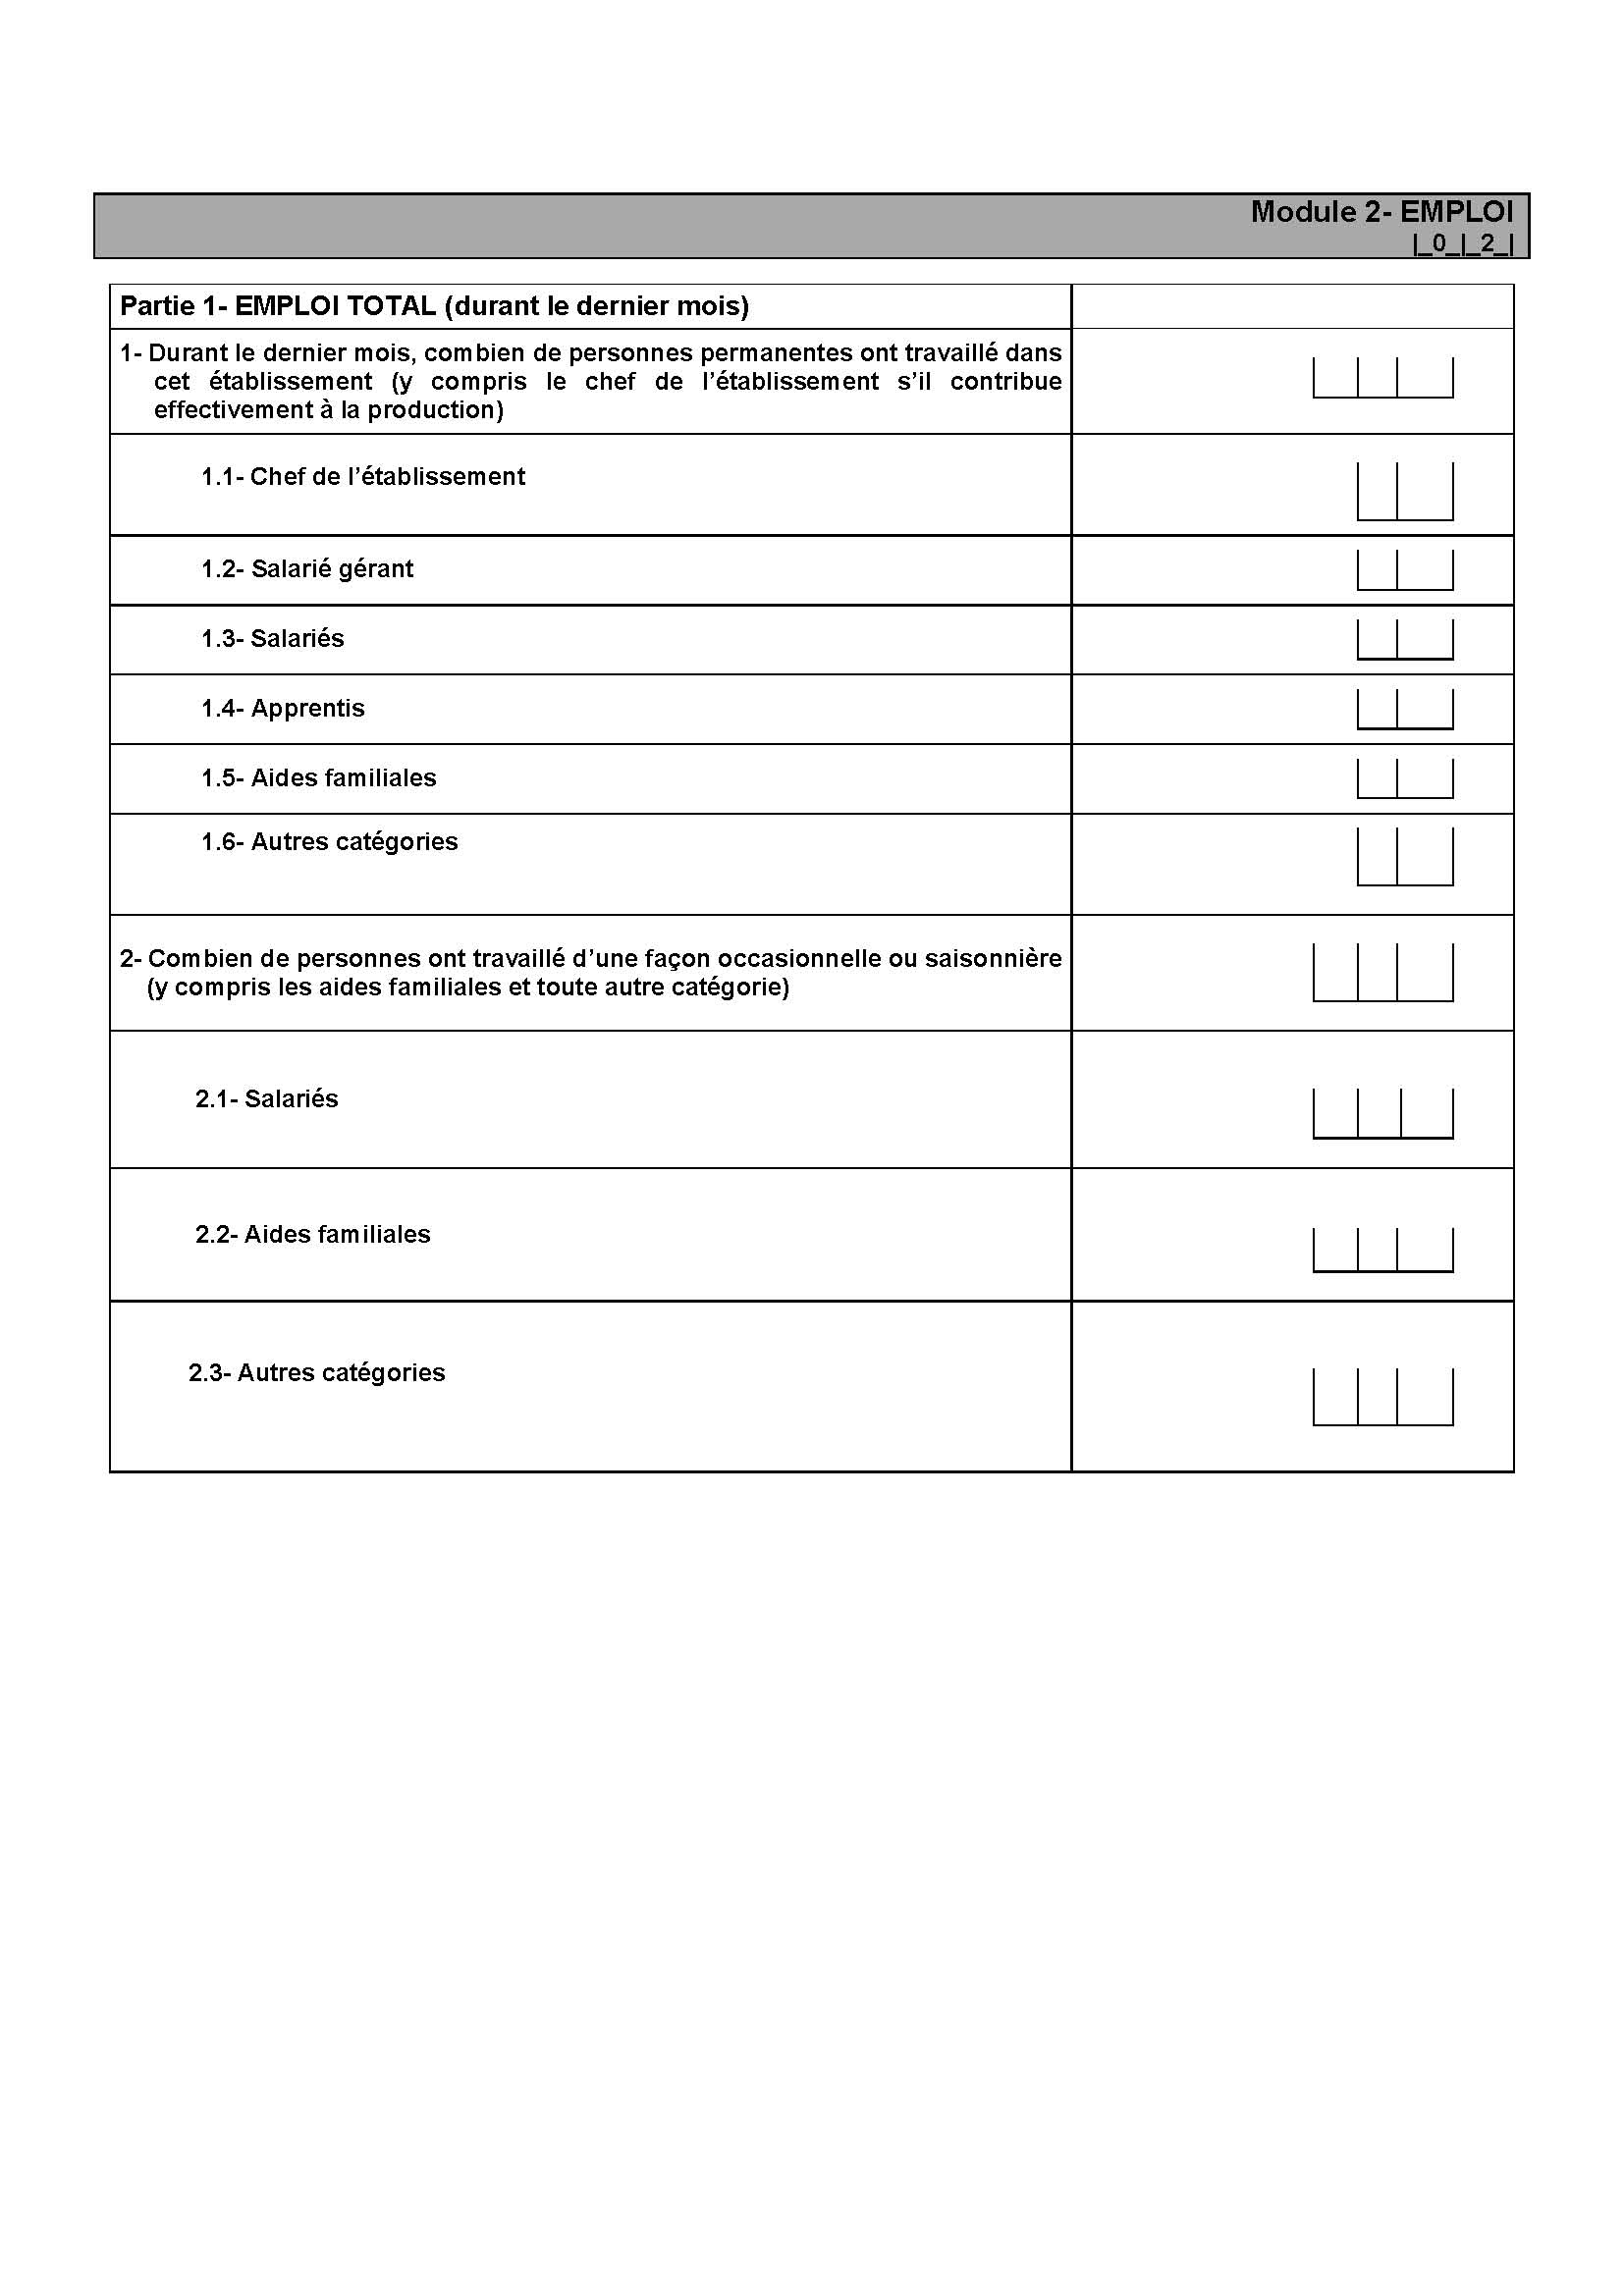 Module 2- EMPLOI
|_0_|_2_|
Partie 1- EMPLOI TOTAL (durant le dernier mois)
1- Durant le dernier mois, combien de personnes permanentes ont travaillé dans
cet établissement (y compris le chef de l’établissement s’il contribue
effectivement à la production)
1.1- Chef de l’établissement
1.2- Salarié gérant
1.3- Salariés
1.4- Apprentis
1.5- Aides familiales
1.6- Autres catégories
2- Combien de personnes ont travaillé d’une façon occasionnelle ou saisonnière
(y compris les aides familiales et toute autre catégorie)
2.1- Salariés
2.2- Aides familiales
2.3- Autres catégories